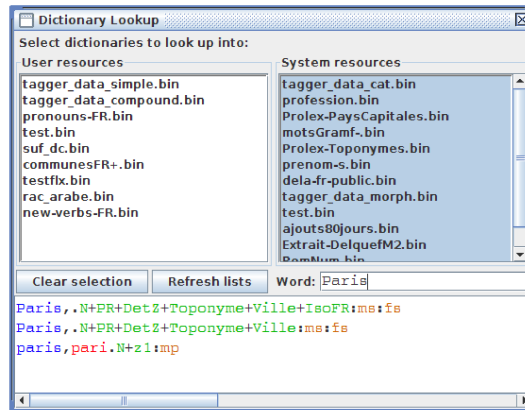 Dictionary Lookup
Select dictionaries to look up into:
User resources
tagger_data_simple.bin
tagger_data_compound.bin
pronouns-FR.bin
test.bin
suf_dc.bin
communesFR+.bin
testflx.bin
rac_arabe.bin
new-verbs-FR.bin
System resources
tagger_data_cat.bin
profession.bin
Prolex-PaysCapitales.bin
motsGramf-.bin
Prolex-Toponymes.bin
prenom-s.bin
dela-fr-public.bin
tagger_data_morph.bin
test.bin
ajouts80jours.bin
Extrait-DelquefM2.bin
RomNum.bin
Clear selection
Refresh lists
Word: Paris
Paris,.N+PR+DetZ+Toponyme+Ville+IsoFR:ms:fs
Paris,.N+PR+DetZ+Toponyme+Ville:ms:fs
paris,pari.N+z1:mp